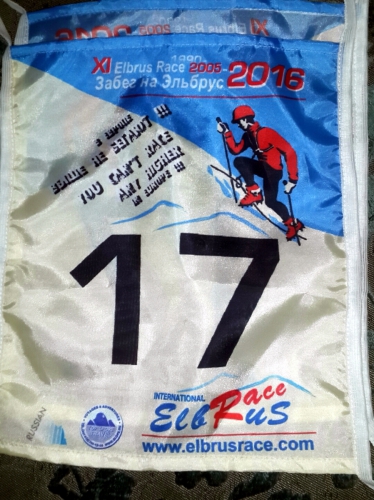 XI Elbrus Race 2005-2016
1990
Забег на Эльбрус
В ЕВРОПЕ
ВЫШЕ НЕ БЕГАЮТ !!!
YOU CAN'T RACE
ANY HIGHER
IN EUROPE !!!
17
INTERNATIONAL
Elbrus Race
www.elbrusrace.com
RUSSIAN